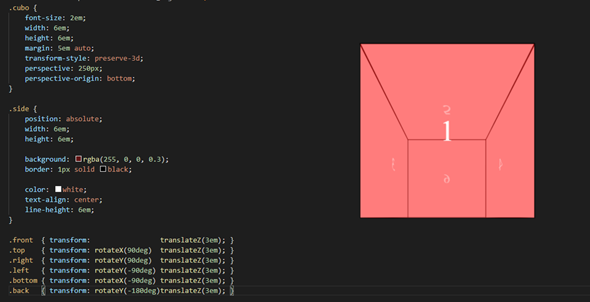 .cubo {
font-size: 2em;
width: 6em;
height: 6em;
margin: 5em auto;
transform-style: preserve-3d;
perspective: 250px;
perspective-origin: bottom;
}
.side {
position: absolute;
width: 6em;
height: 6em;
background: rgba(255, 0, 0, 0.3);
border: 1px solid black;
color: white;
text-align: center;
line-height: 6em;
}
.front { transform: translateZ(3em); }
.top { transform: rotateX(90deg) translateZ(3em); }
.right { transform: rotateY(90deg) translateZ(3em); }
.left { transform: rotateY(-90deg) translateZ(3em); }
.bottom { transform: rotateX(-90deg) translateZ(3em); }
.back { transform: rotateY(-180deg)translateZ(3em); }
2
1